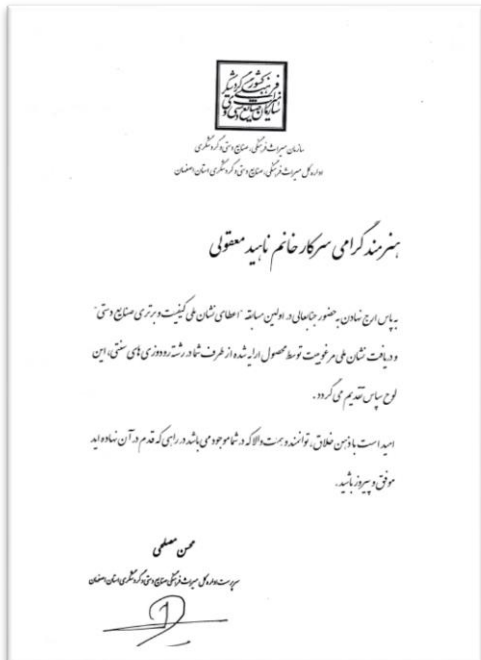 سازمان میراث فرهنگی، صنایع دستی و گردشگری
اداره کل میراث فرهنگی، صنایع دستی و گردشگری استان اصفهان
هنرمند گرامی سرکار خانم ناهید معقولی
به پاس ارج نهادن به حضور جنابعالی در اولین مسابقه "اعطای نشان ملی کیفیت و برتری صنایع دستی"
و دریافت نشان ملی مرغوبیت توسط محصول ارایه شده از طرف شما در رشته رودوزی های سنتی، این
لوح سپاس تقدیم می گردد.
امید است با ذهن خلاق، توانمند و همت والا که در شما موجود می باشد در راهی که قدم در آن نهاده اید
موفق و پیروز باشید.
محسن مصلحی
سرپرست اداره کل میراث فرهنگی، صنایع دستی و گردشگری استان اصفهان